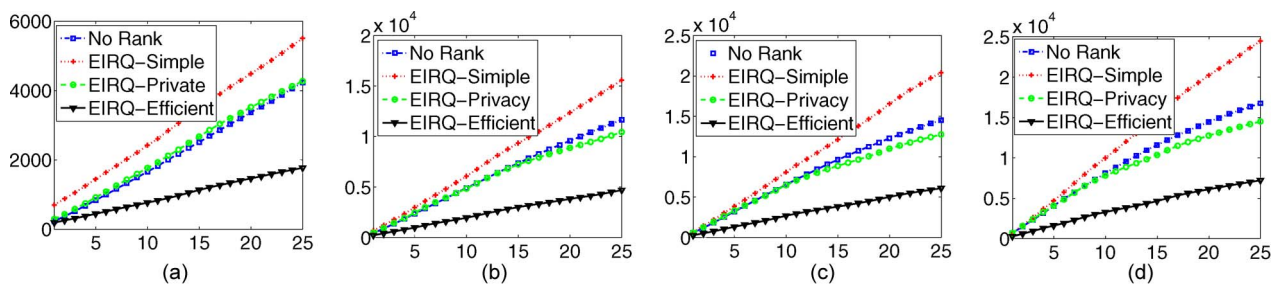 6000
4000
2000
0
No Rank
EIRQ-Simple
EIRQ-Private
EIRQ-Efficient
5 10 15 20 25
(a)
x 10^4
2
1.5
1
0.5
0
No Rank
EIRQ-Simiple
EIRQ-Privacy
EIRQ-Efficient
5 10 15 20 25
(b)
x 10^4
2.5
2
1.5
1
0.5
0
No Rank
EIRQ-Simiple
EIRQ-Privacy
EIRQ-Efficient
5 10 15 20 25
(c)
x 10^4
2.5
2
1.5
1
0.5
0
No Rank
EIRQ-Simple
EIRQ-Privacy
EIRQ-Efficient
5 10 15 20 25
(d)